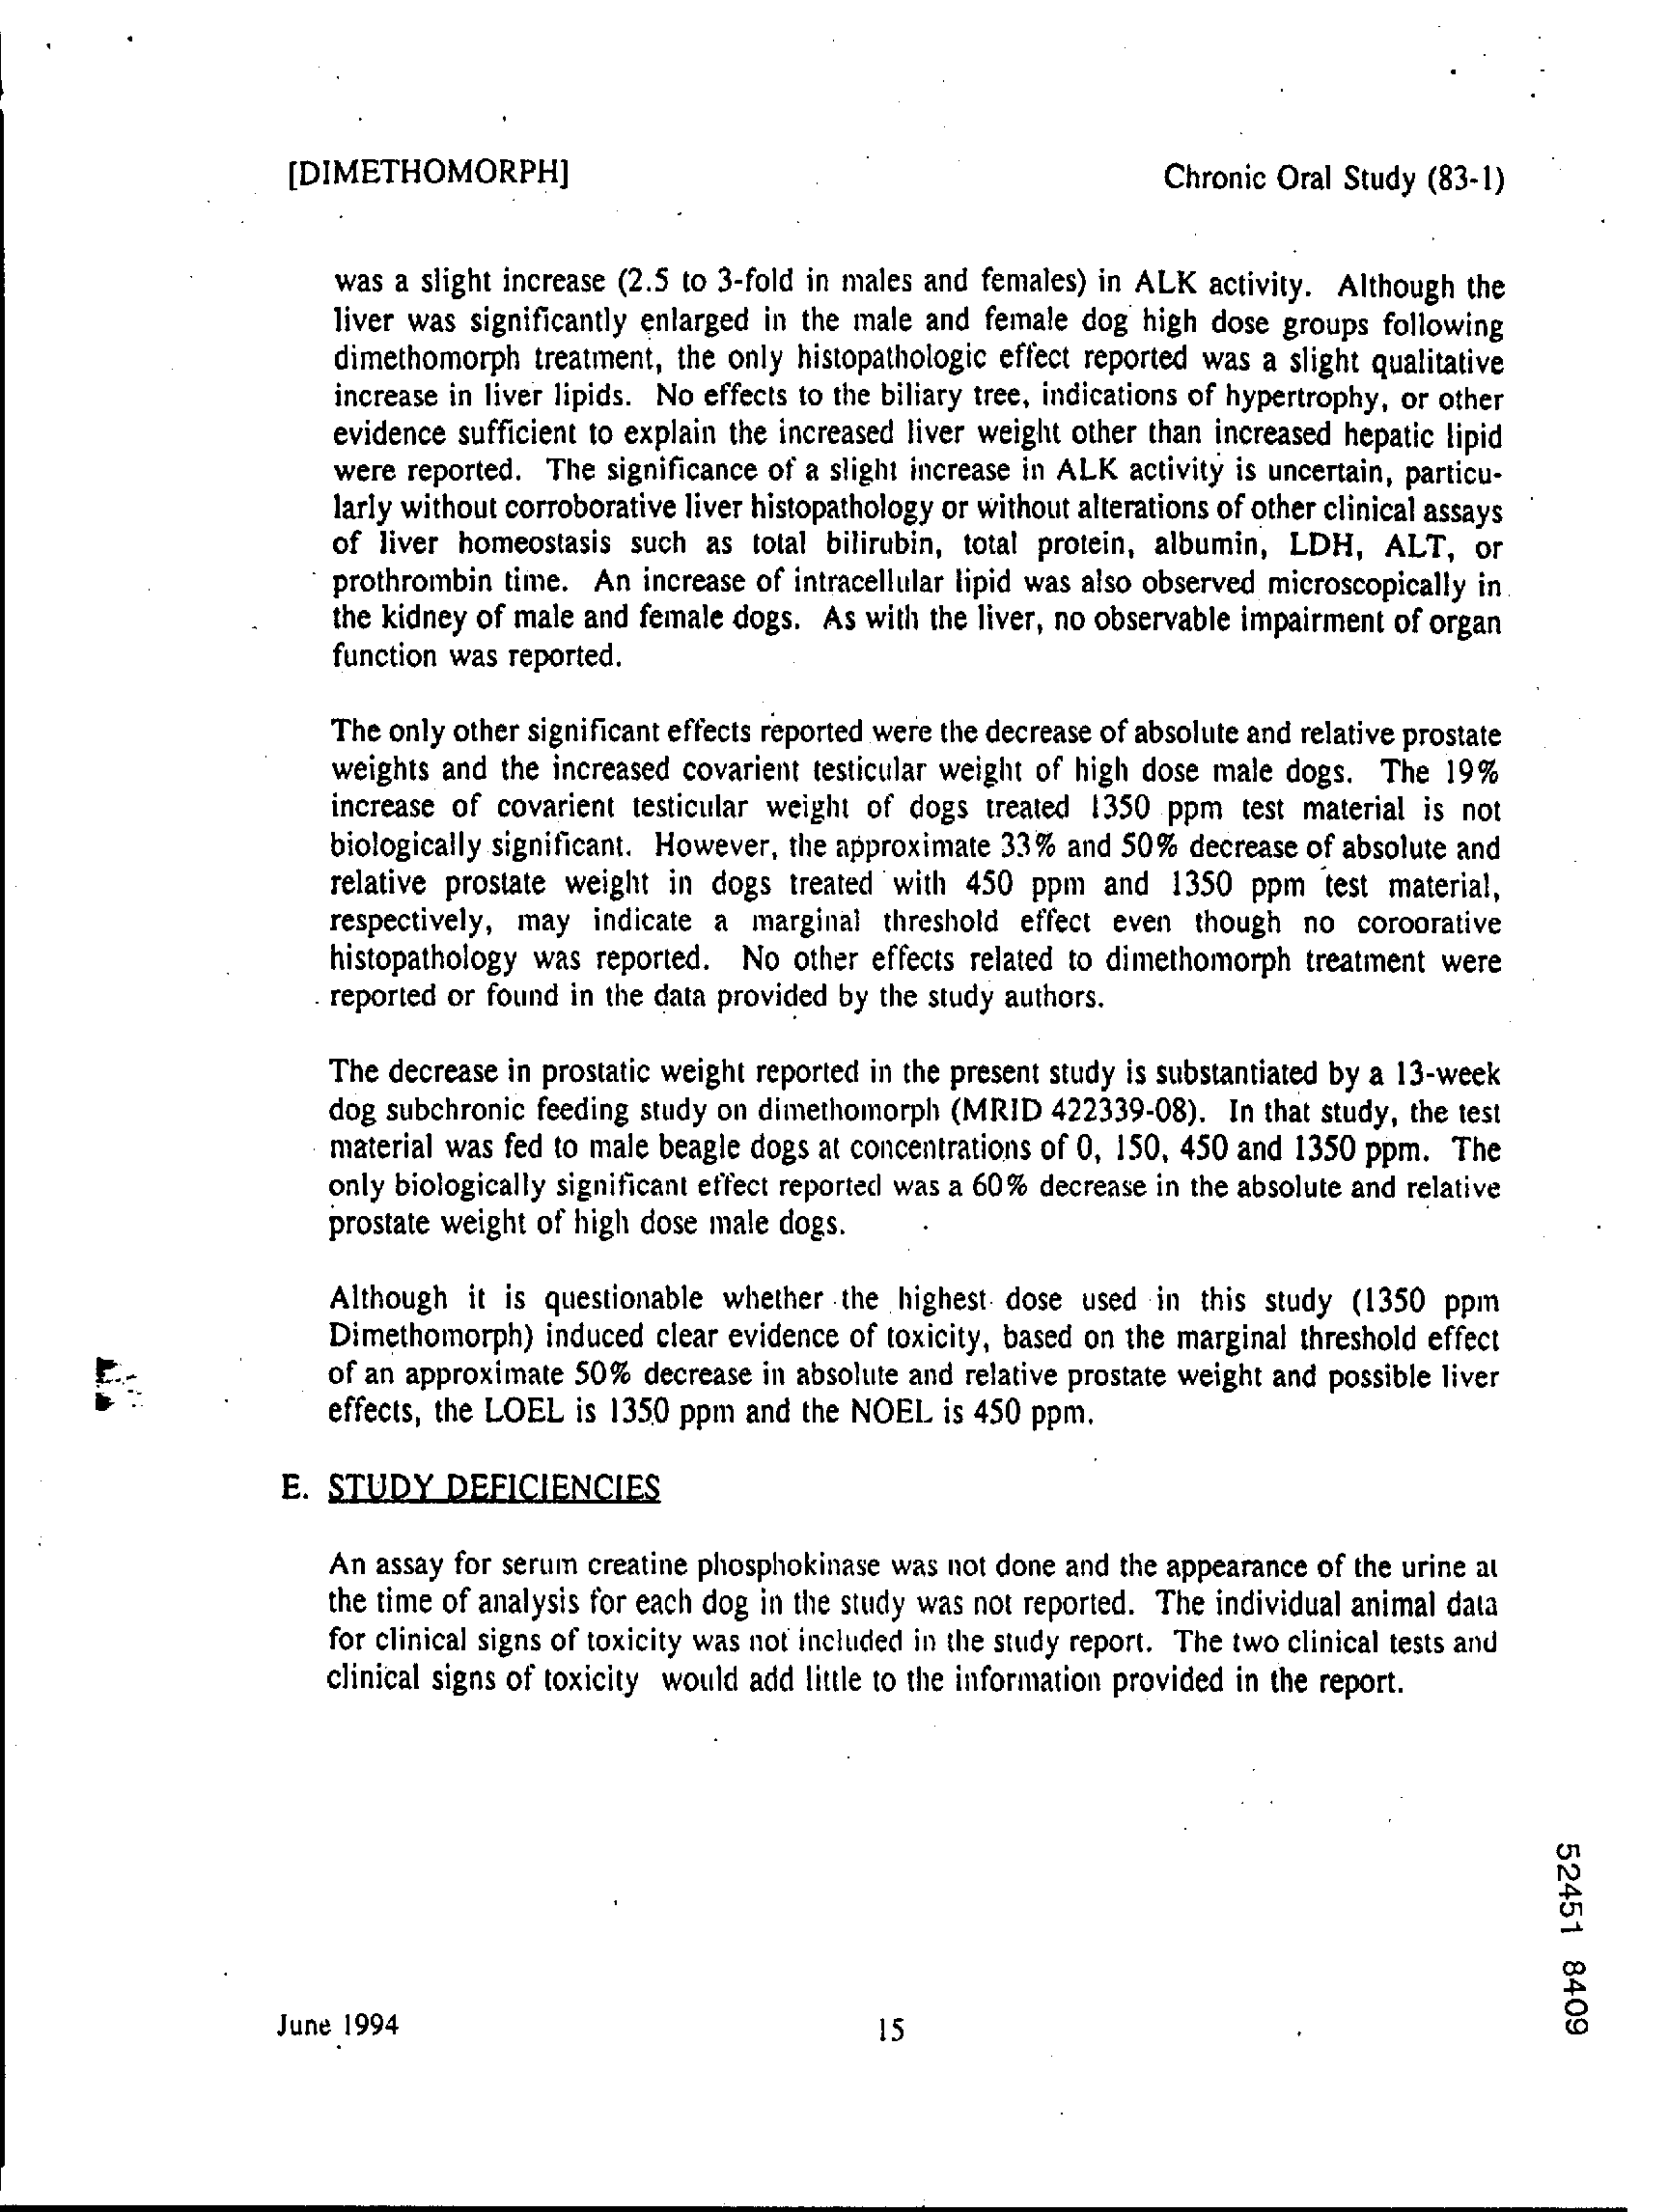 [DIMETHOMORPH]
Chronic Oral Study (83-1)
was a slight increase (2.5 to 3-fold in males and females) in ALK activity. Although the
liver was significantly enlarged in the male and female dog high dose groups following
dimethomorph treatment, the only histopathologic effect reported was a slight qualitative
increase in liver lipids. No effects to the biliary tree, indications of hypertrophy, or other
evidence sufficient to explain the increased liver weight other than increased hepatic lipid
were reported. The significance of a slight increase in ALK activity is uncertain, particu-
larly without corroborative liver histopathology or without alterations of other clinical assays
of liver homeostasis such as total bilirubin, total protein, albumin, LDH, ALT, or
prothrombin time. An increase of intracellular lipid was also observed microscopically in
the kidney of male and female dogs. As with the liver, no observable impairment of organ
function was reported.
The only other significant effects reported were the decrease of absolute and relative prostate
weights and the increased covarient testicular weight of high dose male dogs. The 19%
increase of covarient testicular weight of dogs treated 1350 ppm test material is not
biologically significant. However, the approximate 33% and 50% decrease of absolute and
relative prostate weight in dogs treated with 450 ppm and 1350 ppm test material,
respectively, may indicate a marginal threshold effect even though no coroorative
histopathology was reported. No other effects related to dimethomorph treatment were
reported or found in the data provided by the study authors.
The decrease in prostatic weight reported in the present study is substantiated by a 13-week
dog subchronic feeding study on dimethomorph (MRID 422339-08). In that study, the test
material was fed to male beagle dogs at concentrations of 0, 150, 450 and 1350 ppm. The
only biologically significant effect reported was a 60% decrease in the absolute and relative
prostate weight of high dose male dogs.
Although it is questionable whether the highest dose used in this study (1350 ppm
Dimethomorph) induced clear evidence of toxicity, based on the marginal threshold effect
of an approximate 50% decrease in absolute and relative prostate weight and possible liver
effects, the LOEL is 1350 ppm and the NOEL is 450 ppm.
E. STUDY DEFICIENCIES
An assay for serum creatine phosphokinase was not done and the appearance of the urine at
the time of analysis for each dog in the study was not reported. The individual animal data
for clinical signs of toxicity was not included in the study report. The two clinical tests and
clinical signs of toxicity would add little to the information provided in the report.
52451 8409
June 1994
15